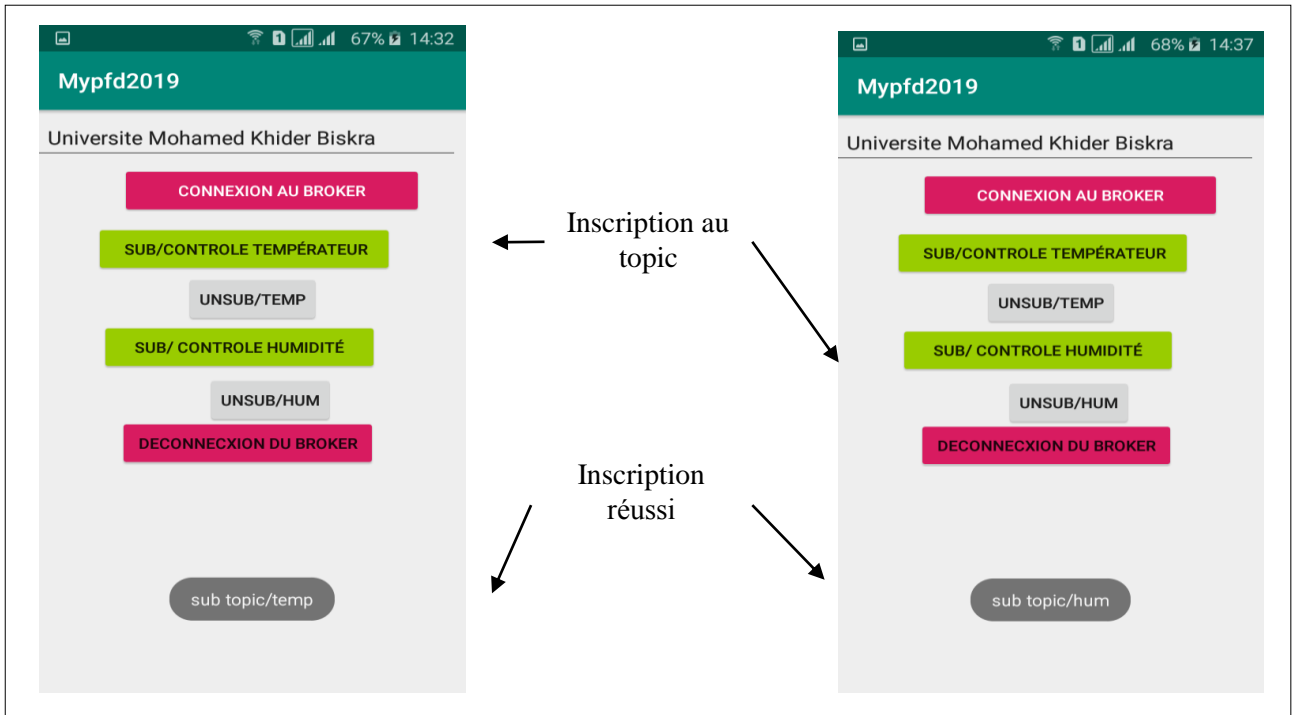 67% 14:32
Mypfd2019
Universite Mohamed Khider Biskra
CONNEXION AU BROKER
SUB/CONTROLE TEMPÉRATEUR
UNSUB/TEMP
SUB/ CONTROLE HUMIDITÉ
UNSUB/HUM
DECONNECXION DU BROKER
sub topic/temp
Inscription au
topic
Inscription
réussi
68% 14:37
Mypfd2019
Universite Mohamed Khider Biskra
CONNEXION AU BROKER
SUB/CONTROLE TEMPÉRATEUR
UNSUB/TEMP
SUB/ CONTROLE HUMIDITÉ
UNSUB/HUM
DECONNECXION DU BROKER
sub topic/hum